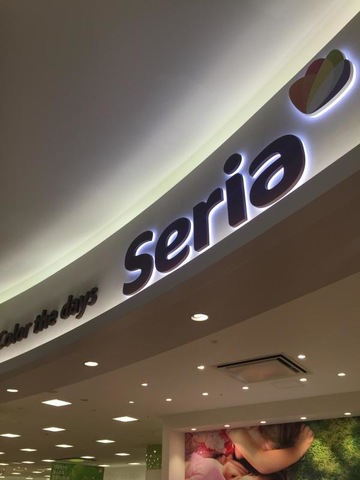 Color the days
Seria